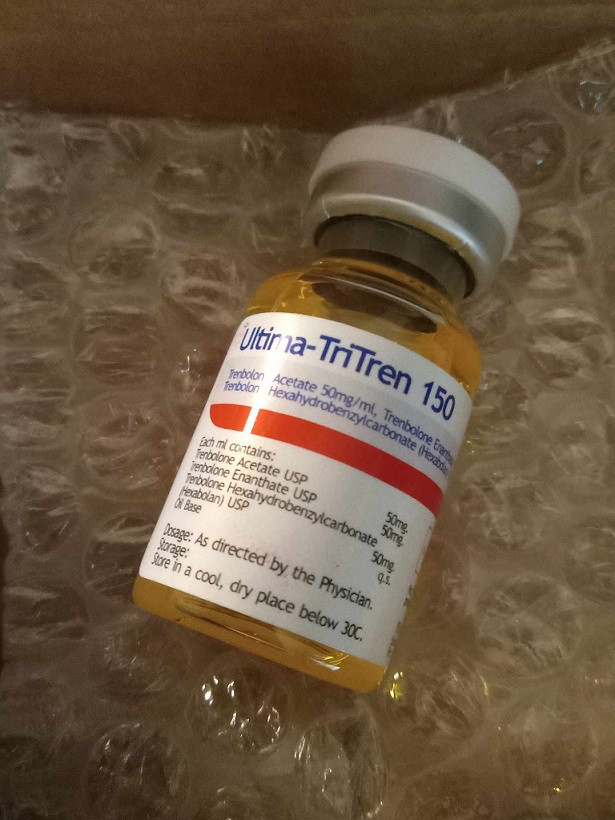 Ultima-TriTren 150
Trenbolon Acetate 50mg/ml, Trenbolone Enantha
Trenbolon Hexahydrobenzylcarbonate (Hexabola
Each ml contains:
Trenbolone Acetate USP 50mg.
Trenbolone Enanthate USP 50mg.
Trenbolone Hexahydrobenzylcarbonate
(Hexabolan) USP 50mg.
Oil Base q.s.
Dosage: As directed by the Physician.
Storage:
Store in a cool, dry place below 30C.